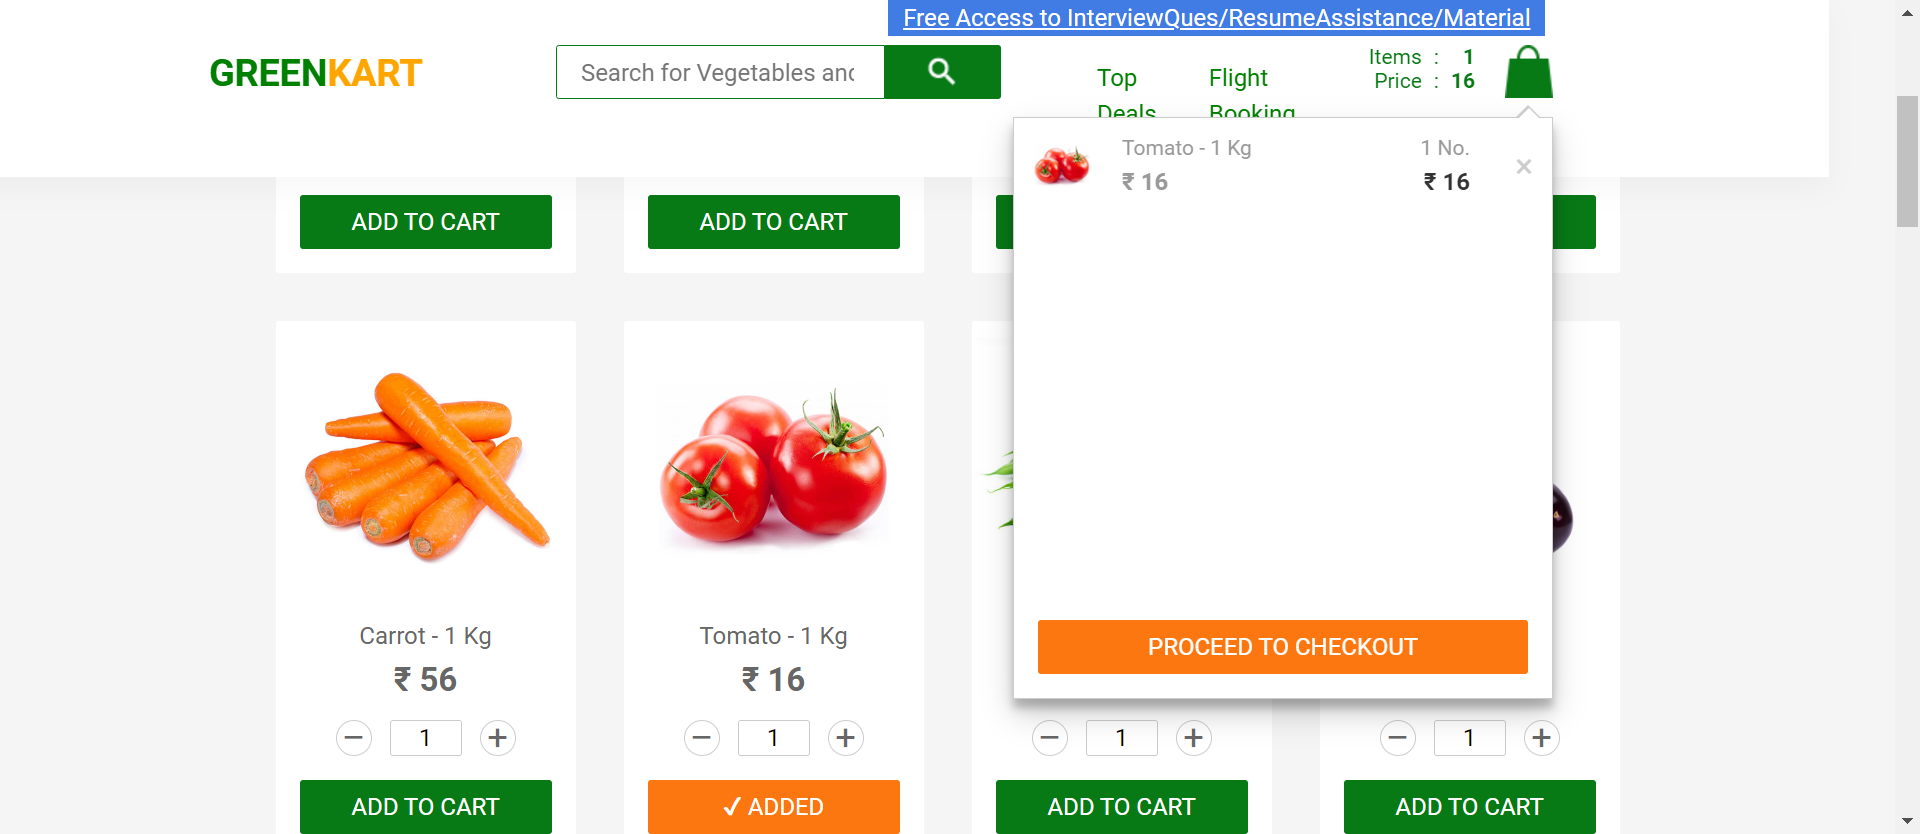 Free Access to InterviewQues/ResumeAssistance/Material
GREENKART
Search for Vegetables and
Top Deals
Flight Booking
Items : 1
Price : 16
Tomato - 1 Kg 1 No.
₹ 16 ₹ 16
×
PROCEED TO CHECKOUT
ADD TO CART
ADD TO CART
Carrot - 1 Kg
₹ 56
− 1 +
ADD TO CART
Tomato - 1 Kg
₹ 16
− 1 +
✓ ADDED
− 1 +
ADD TO CART
− 1 +
ADD TO CART